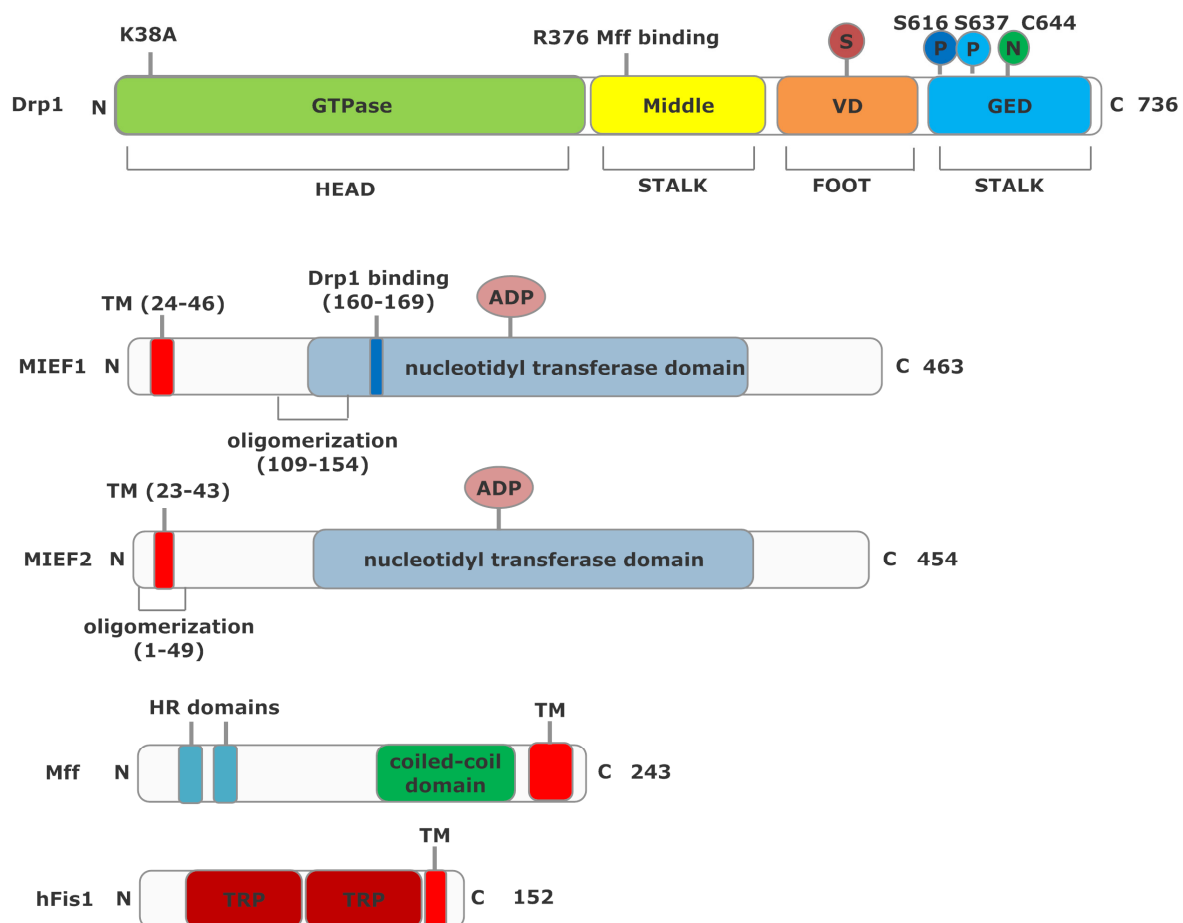 K38A
R376 Mff binding
S616 S637 C644
S
P P N
Drp1 N GTPase Middle VD GED C 736
HEAD STALK FOOT STALK
Drp1 binding
(160-169)
TM (24-46)
ADP
MIEF1 N nucleotidyl transferase domain C 463
oligomerization
(109-154)
TM (23-43)
ADP
MIEF2 N nucleotidyl transferase domain C 454
oligomerization
(1-49)
HR domains
TM
Mff N coiled-coil
domain C 243
TM
hFis1 N TRP TRP C 152